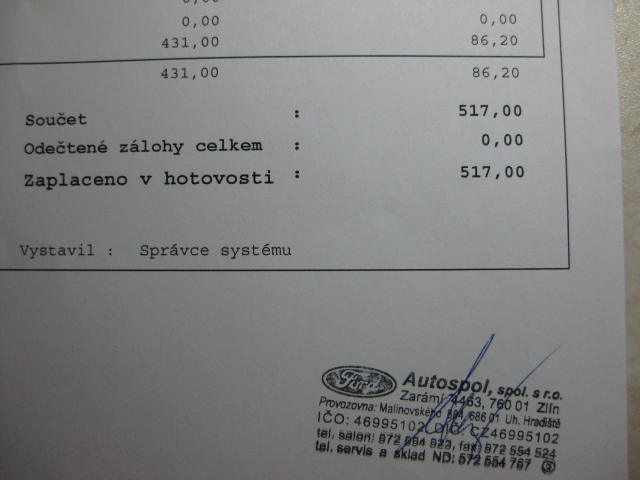 0,00 0,00
431,00 86,20
431,00 86,20
Součet : 517,00
Odečtené zálohy celkem : 0,00
Zaplaceno v hotovosti : 517,00
Vystavil : Správce systému
Ford Autospol, spol. s r.o.
Zarámí 4463, 760 01 Zlín
Provozovna: Malinovského 884, 686 01 Uh. Hradiště
IČO: 46995102, DIČ: CZ46995102
tel. salon: 572 554 523, fax: 572 554 524
tel. servis a sklad ND: 572 554 767 3